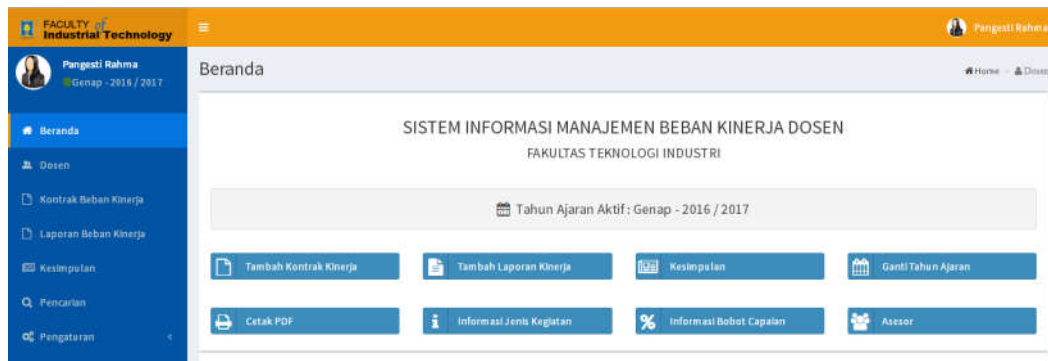 FACULTY of
Industrial Technology
Pangesti Rahma
Pangesti Rahma
Genap - 2016 / 2017
Beranda
Home
Beranda
Dosen
Kontrak Beban Kinerja
Laporan Beban Kinerja
Kesimpulan
Pencarian
Pengaturan
SISTEM INFORMASI MANAJEMEN BEBAN KINERJA DOSEN
FAKULTAS TEKNOLOGI INDUSTRI
Tahun Ajaran Aktif : Genap - 2016 / 2017
Tambah Kontrak Kinerja
Tambah Laporan Kinerja
Kesimpulan
Ganti Tahun Ajaran
Cetak PDF
Informasi Jenis Kegiatan
Informasi Bobot Capaian
Asesor